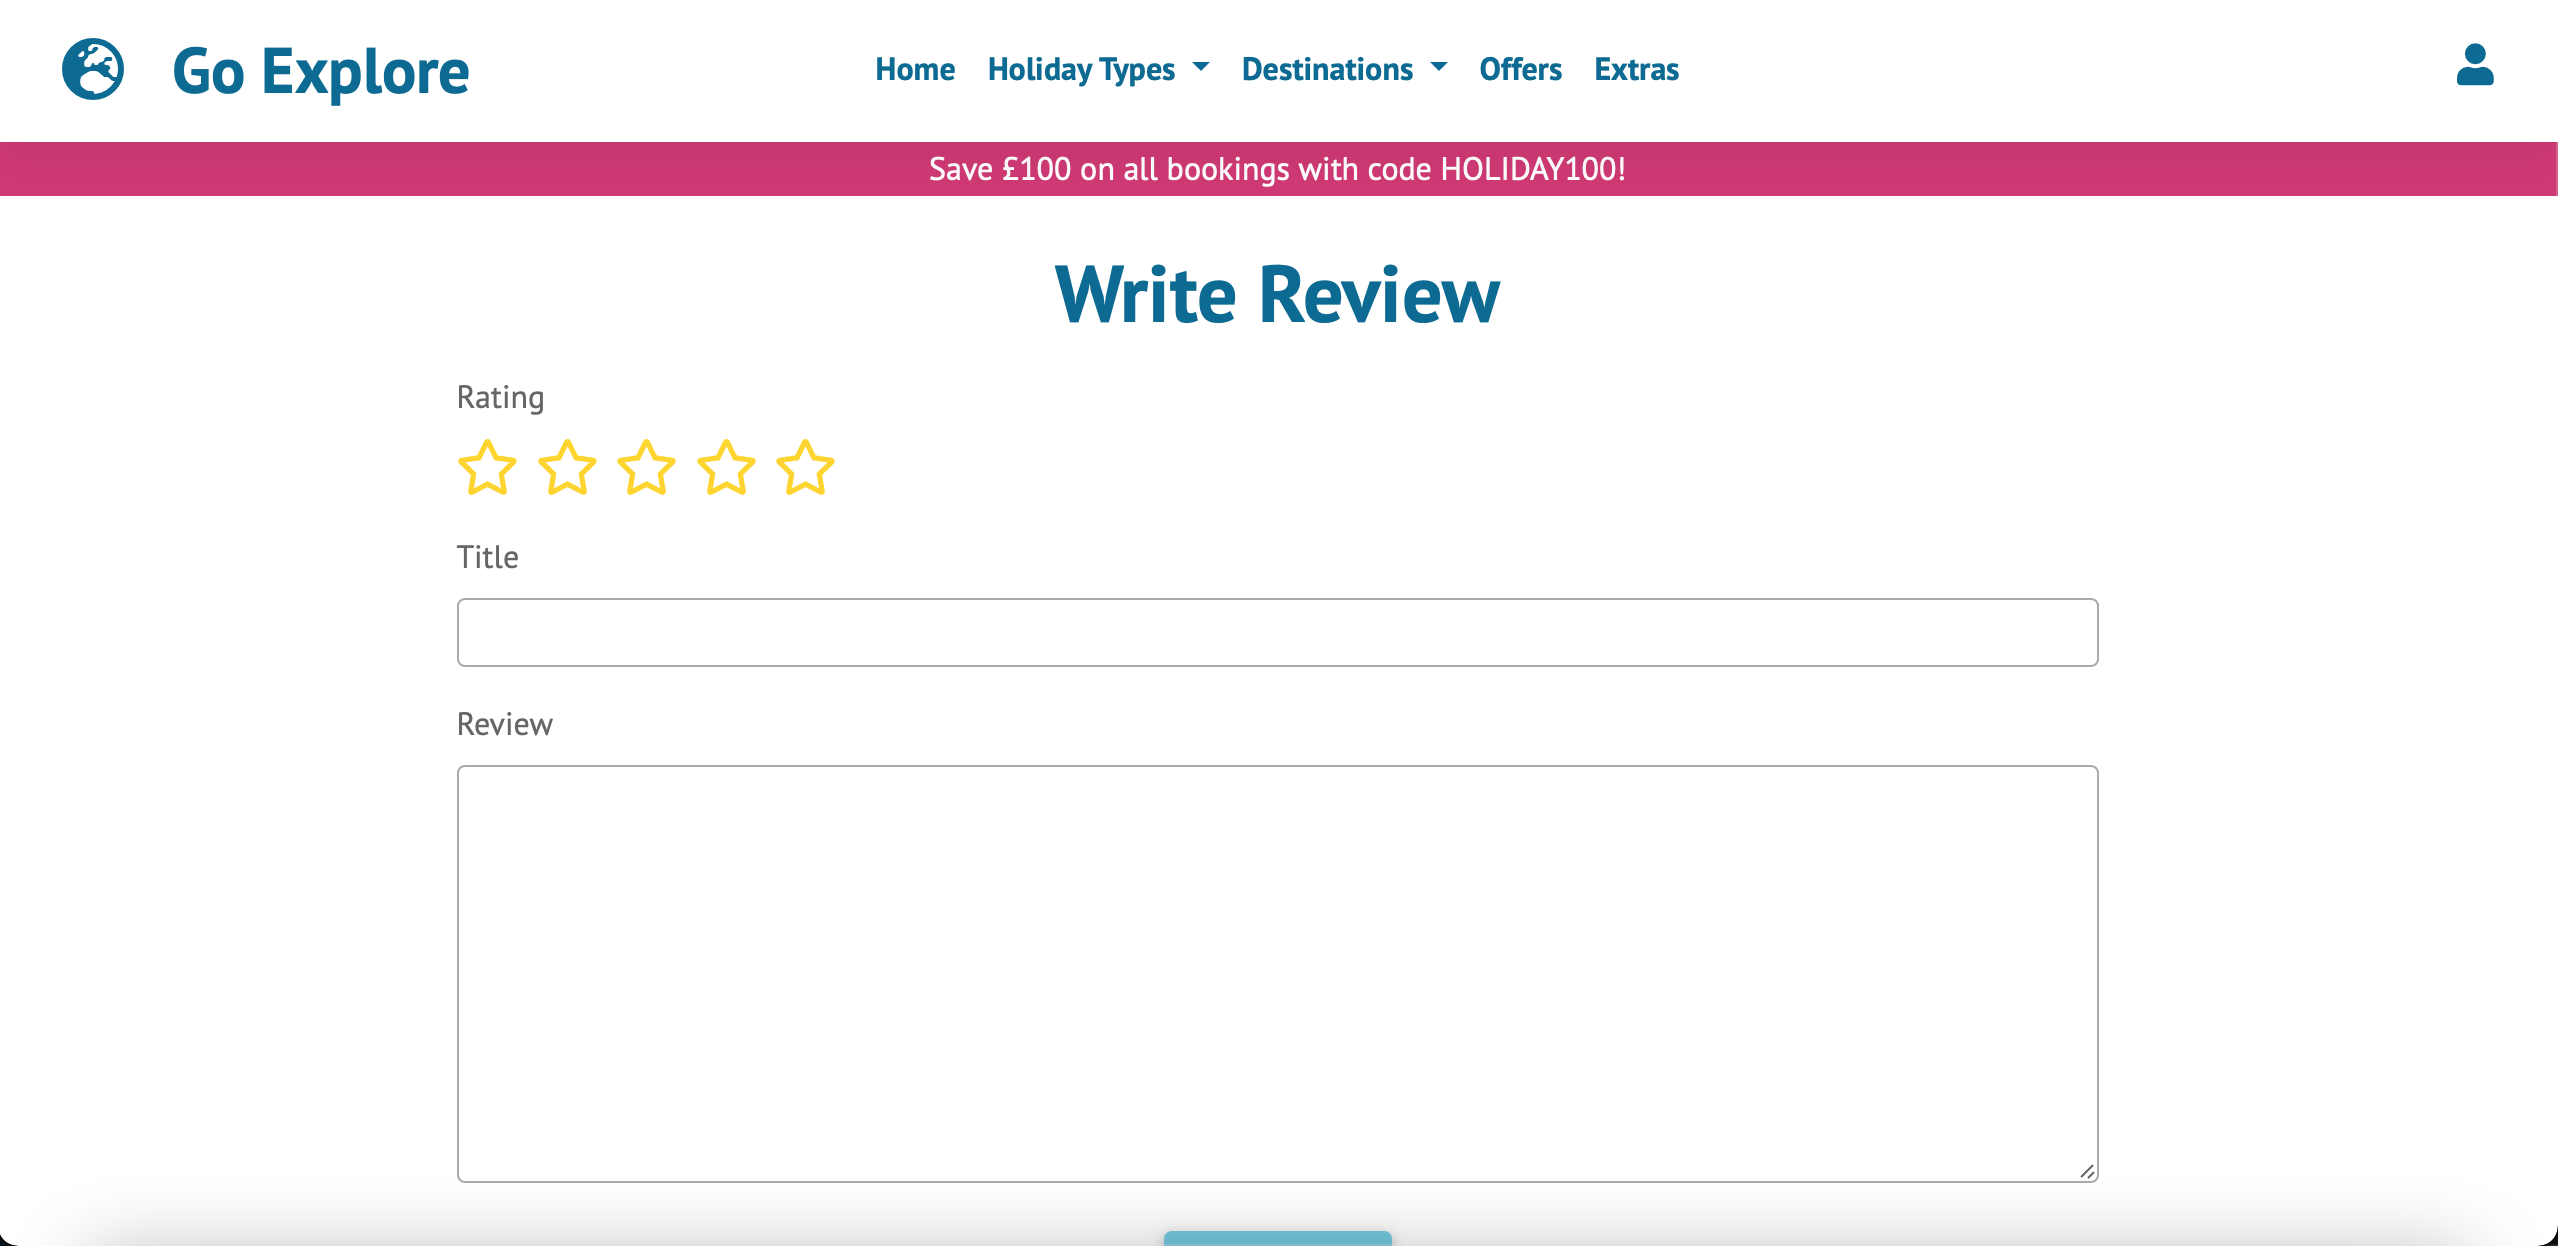 Go Explore
Home Holiday Types Destinations Offers Extras
Save £100 on all bookings with code HOLIDAY100!
Write Review
Rating
Title
Review